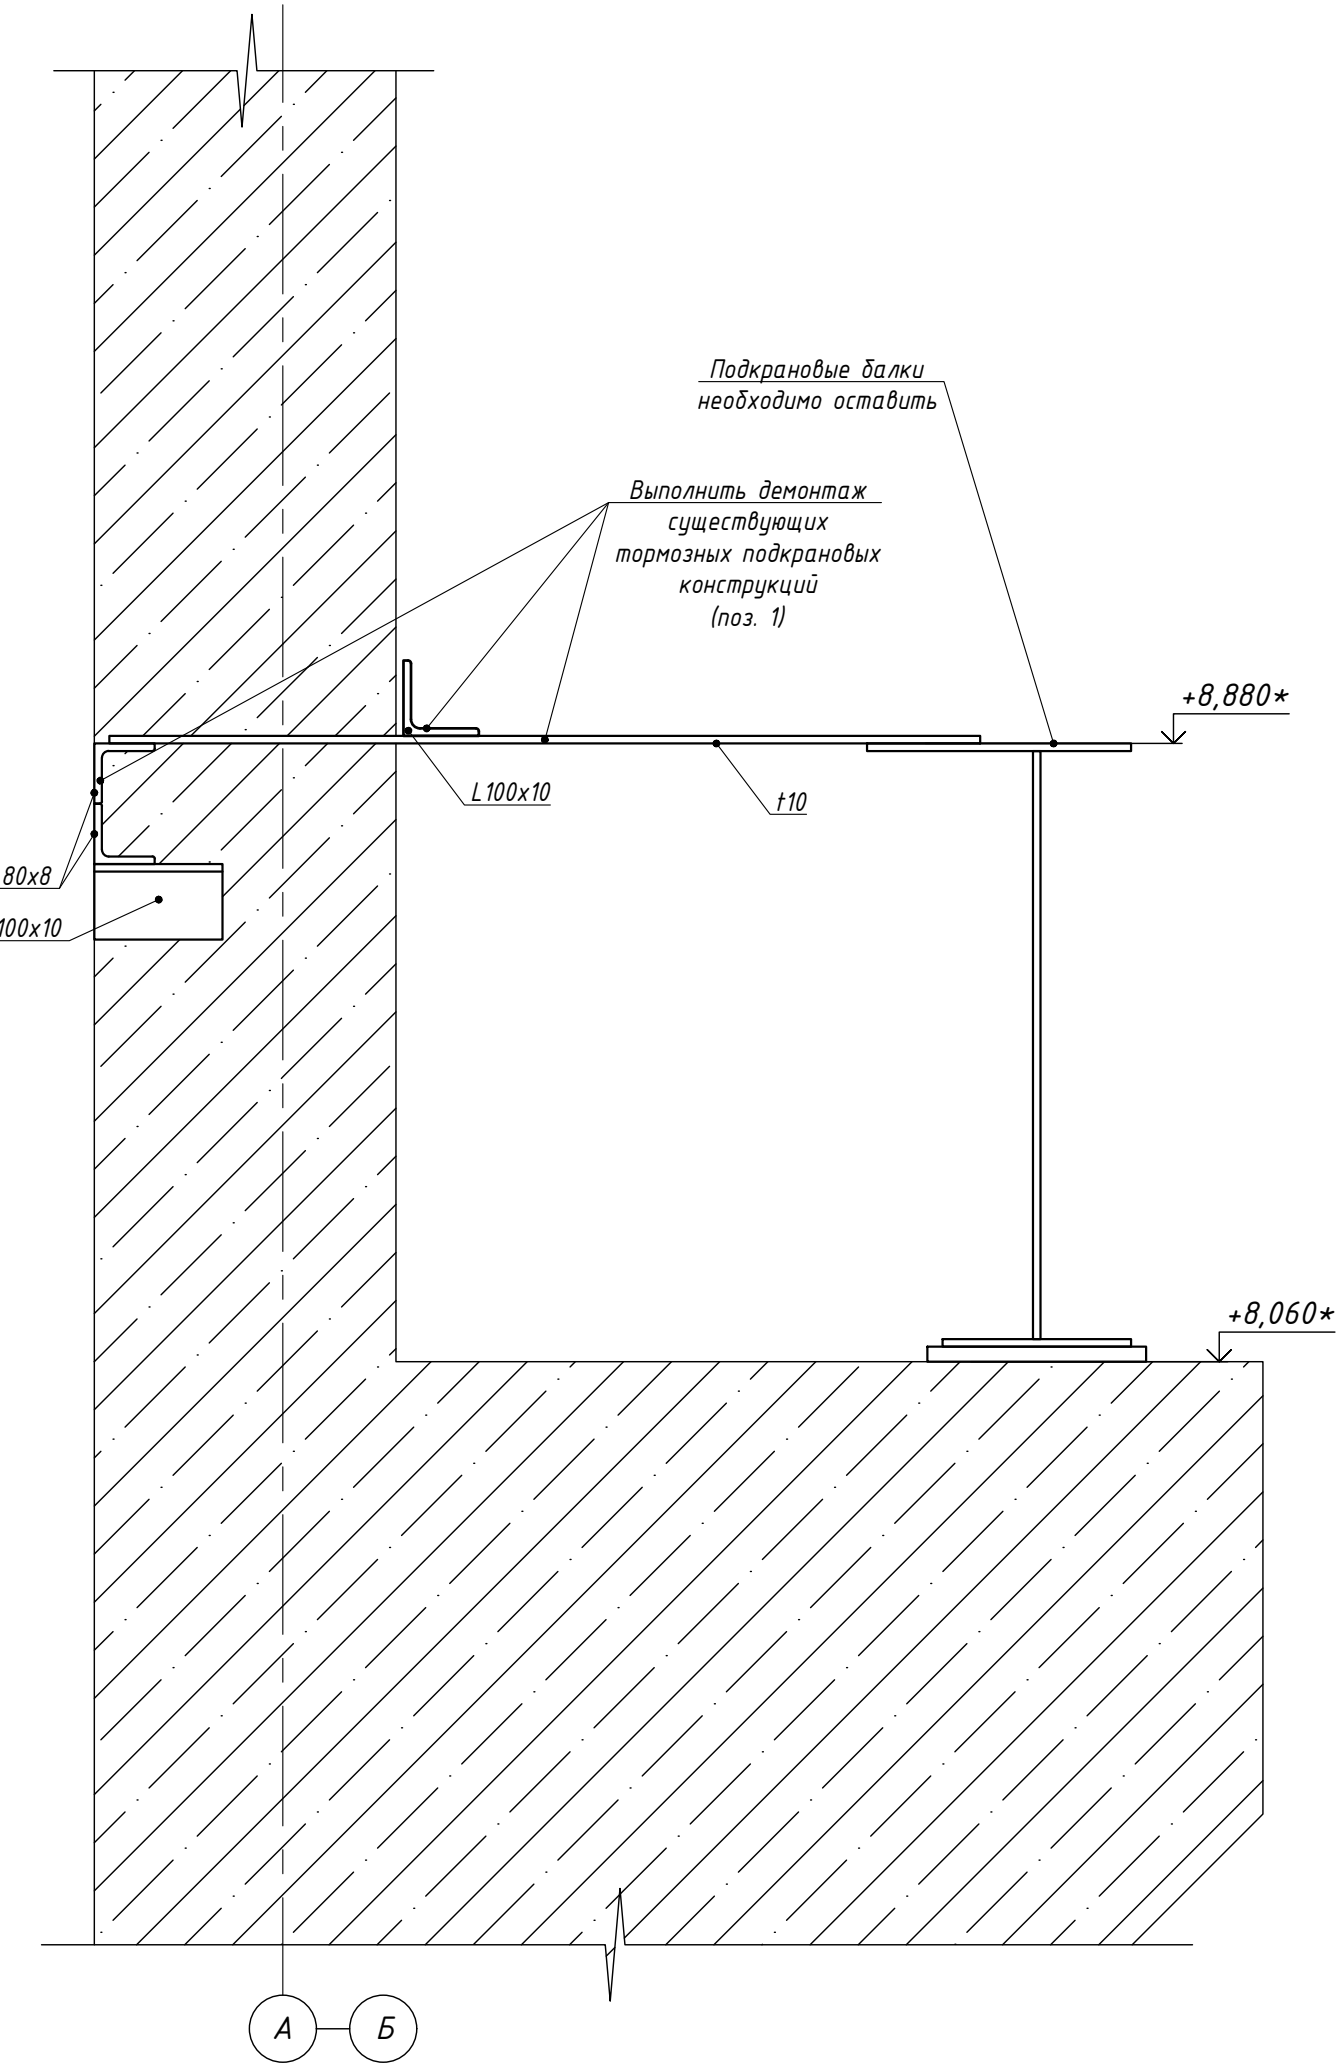 Подкрановые балки
необходимо оставить
Выполнить демонтаж
существующих
тормозных подкрановых
конструкций
(поз. 1)
+8,880*
L100x10
t10
80x8
100x10
+8,060*
А
Б